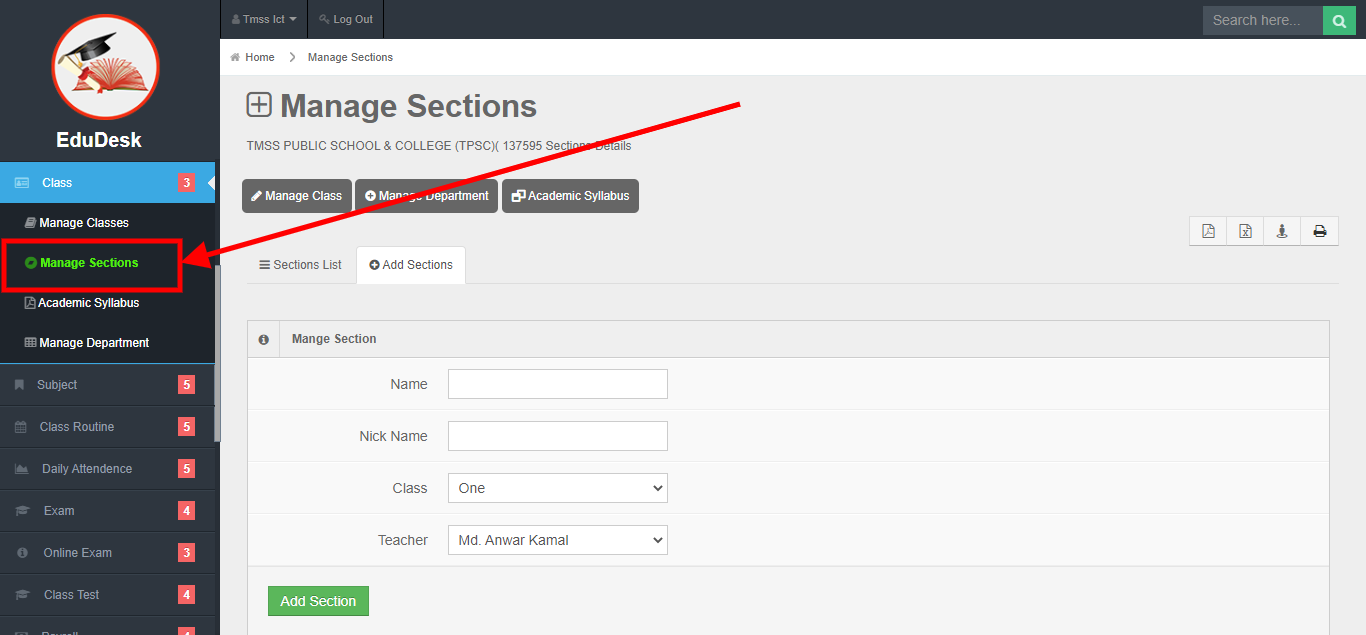 Tmss Ict
Log Out
Search here...
EduDesk
Home
Manage Sections
Manage Sections
TMSS PUBLIC SCHOOL & COLLEGE (TPSC)( 137595 Sections Details
Manage Class
Manage Department
Academic Syllabus
Class 3
Manage Classes
Manage Sections
Academic Syllabus
Manage Department
Subject 5
Class Routine 5
Daily Attendence 5
Exam 4
Online Exam 3
Class Test 4
Payroll 4
Sections List
Add Sections
Mange Section
Name
Nick Name
Class One
Teacher Md. Anwar Kamal
Add Section